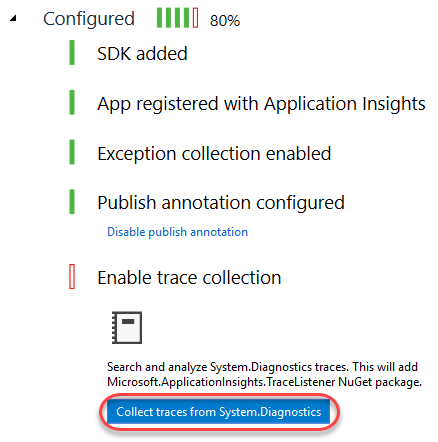 Configured 80%
SDK added
App registered with Application Insights
Exception collection enabled
Publish annotation configured
Disable publish annotation
Enable trace collection
Search and analyze System.Diagnostics traces. This will add
Microsoft.ApplicationInsights.TraceListener NuGet package.
Collect traces from System.Diagnostics